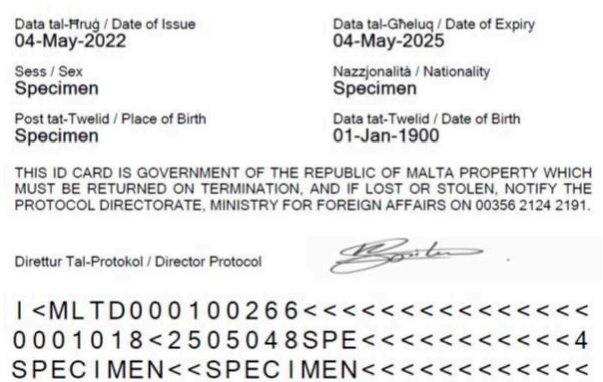 Data tal-Ħruġ / Date of Issue
04-May-2022
Data tal-Għeluq / Date of Expiry
04-May-2025
Sess / Sex
Specimen
Nazzjonalità / Nationality
Specimen
Post tat-Twelid / Place of Birth
Specimen
Data tat-Twelid / Date of Birth
01-Jan-1900
THIS ID CARD IS GOVERNMENT OF THE REPUBLIC OF MALTA PROPERTY WHICH
MUST BE RETURNED ON TERMINATION, AND IF LOST OR STOLEN, NOTIFY THE
PROTOCOL DIRECTORATE, MINISTRY FOR FOREIGN AFFAIRS ON 00356 2124 2191.
Direttur Tal-Protokol / Director Protocol
I<MLTD000100266<<<<<<<<<<<<<<<
0001018<2505048SPE<<<<<<<<<<<4
SPECIMEN<<SPECIMEN<<<<<<<<<<<<